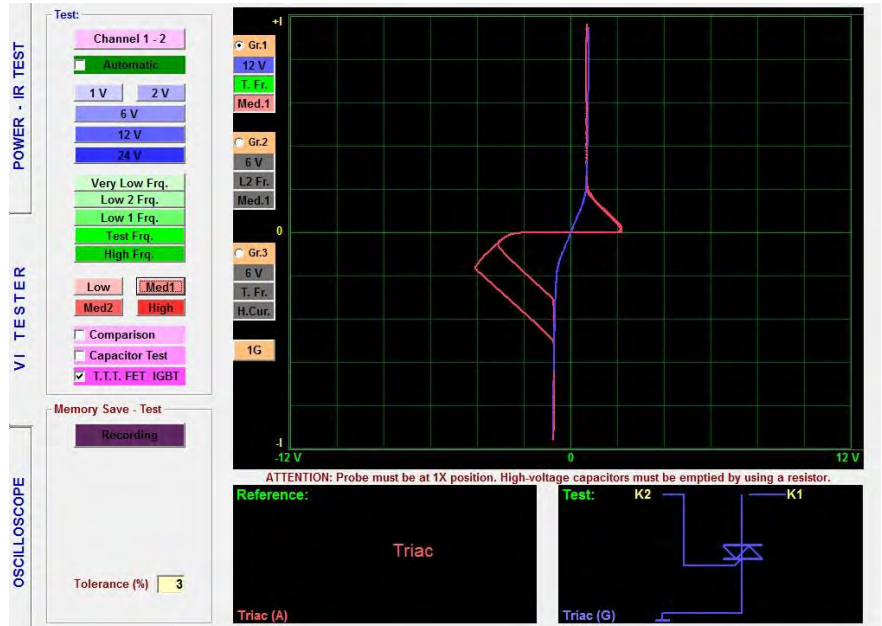 POWER - IR TEST
VI TESTER
OSCILLOSCOPE
Test:
Channel 1 - 2
Automatic
1 V
2 V
6 V
12 V
24 V
Very Low Frq.
Low 2 Frq.
Low 1 Frq.
Test Frq.
High Frq.
Low
Med1
Med2
High
Comparison
Capacitor Test
T.T.T. FET IGBT
Memory Save - Test
Recording
Tolerance (%) 3
Gr.1
12 V
T. Fr.
Med.1
Gr.2
6 V
L2 Fr.
Med.1
Gr.3
6 V
T. Fr.
H.Cur.
1G
+I
0
-I
-12 V 0 12 V
ATTENTION: Probe must be at 1X position. High-voltage capacitors must be emptied by using a resistor.
Reference:
Triac
Triac (A)
Test: K2 K1
Triac (G)